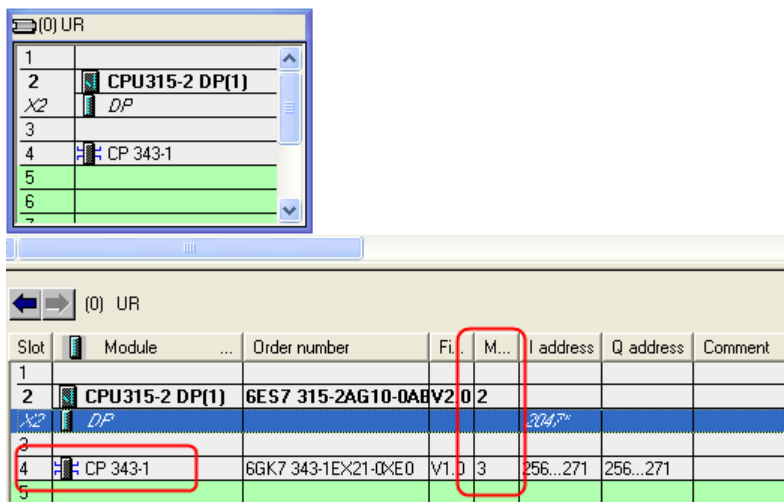 (0) UR
1
2 CPU315-2 DP(1)
X2 DP
3
4 CP 343-1
5
6
7
(0) UR
Slot Module ... Order number Fi... M... I address Q address Comment
1
2 CPU315-2 DP(1) 6ES7 315-2AG10-0AB V2.0 2
X2 DP 2047*
3
4 CP 343-1 6GK7 343-1EX21-0XE0 V1.0 3 256...271 256...271
5